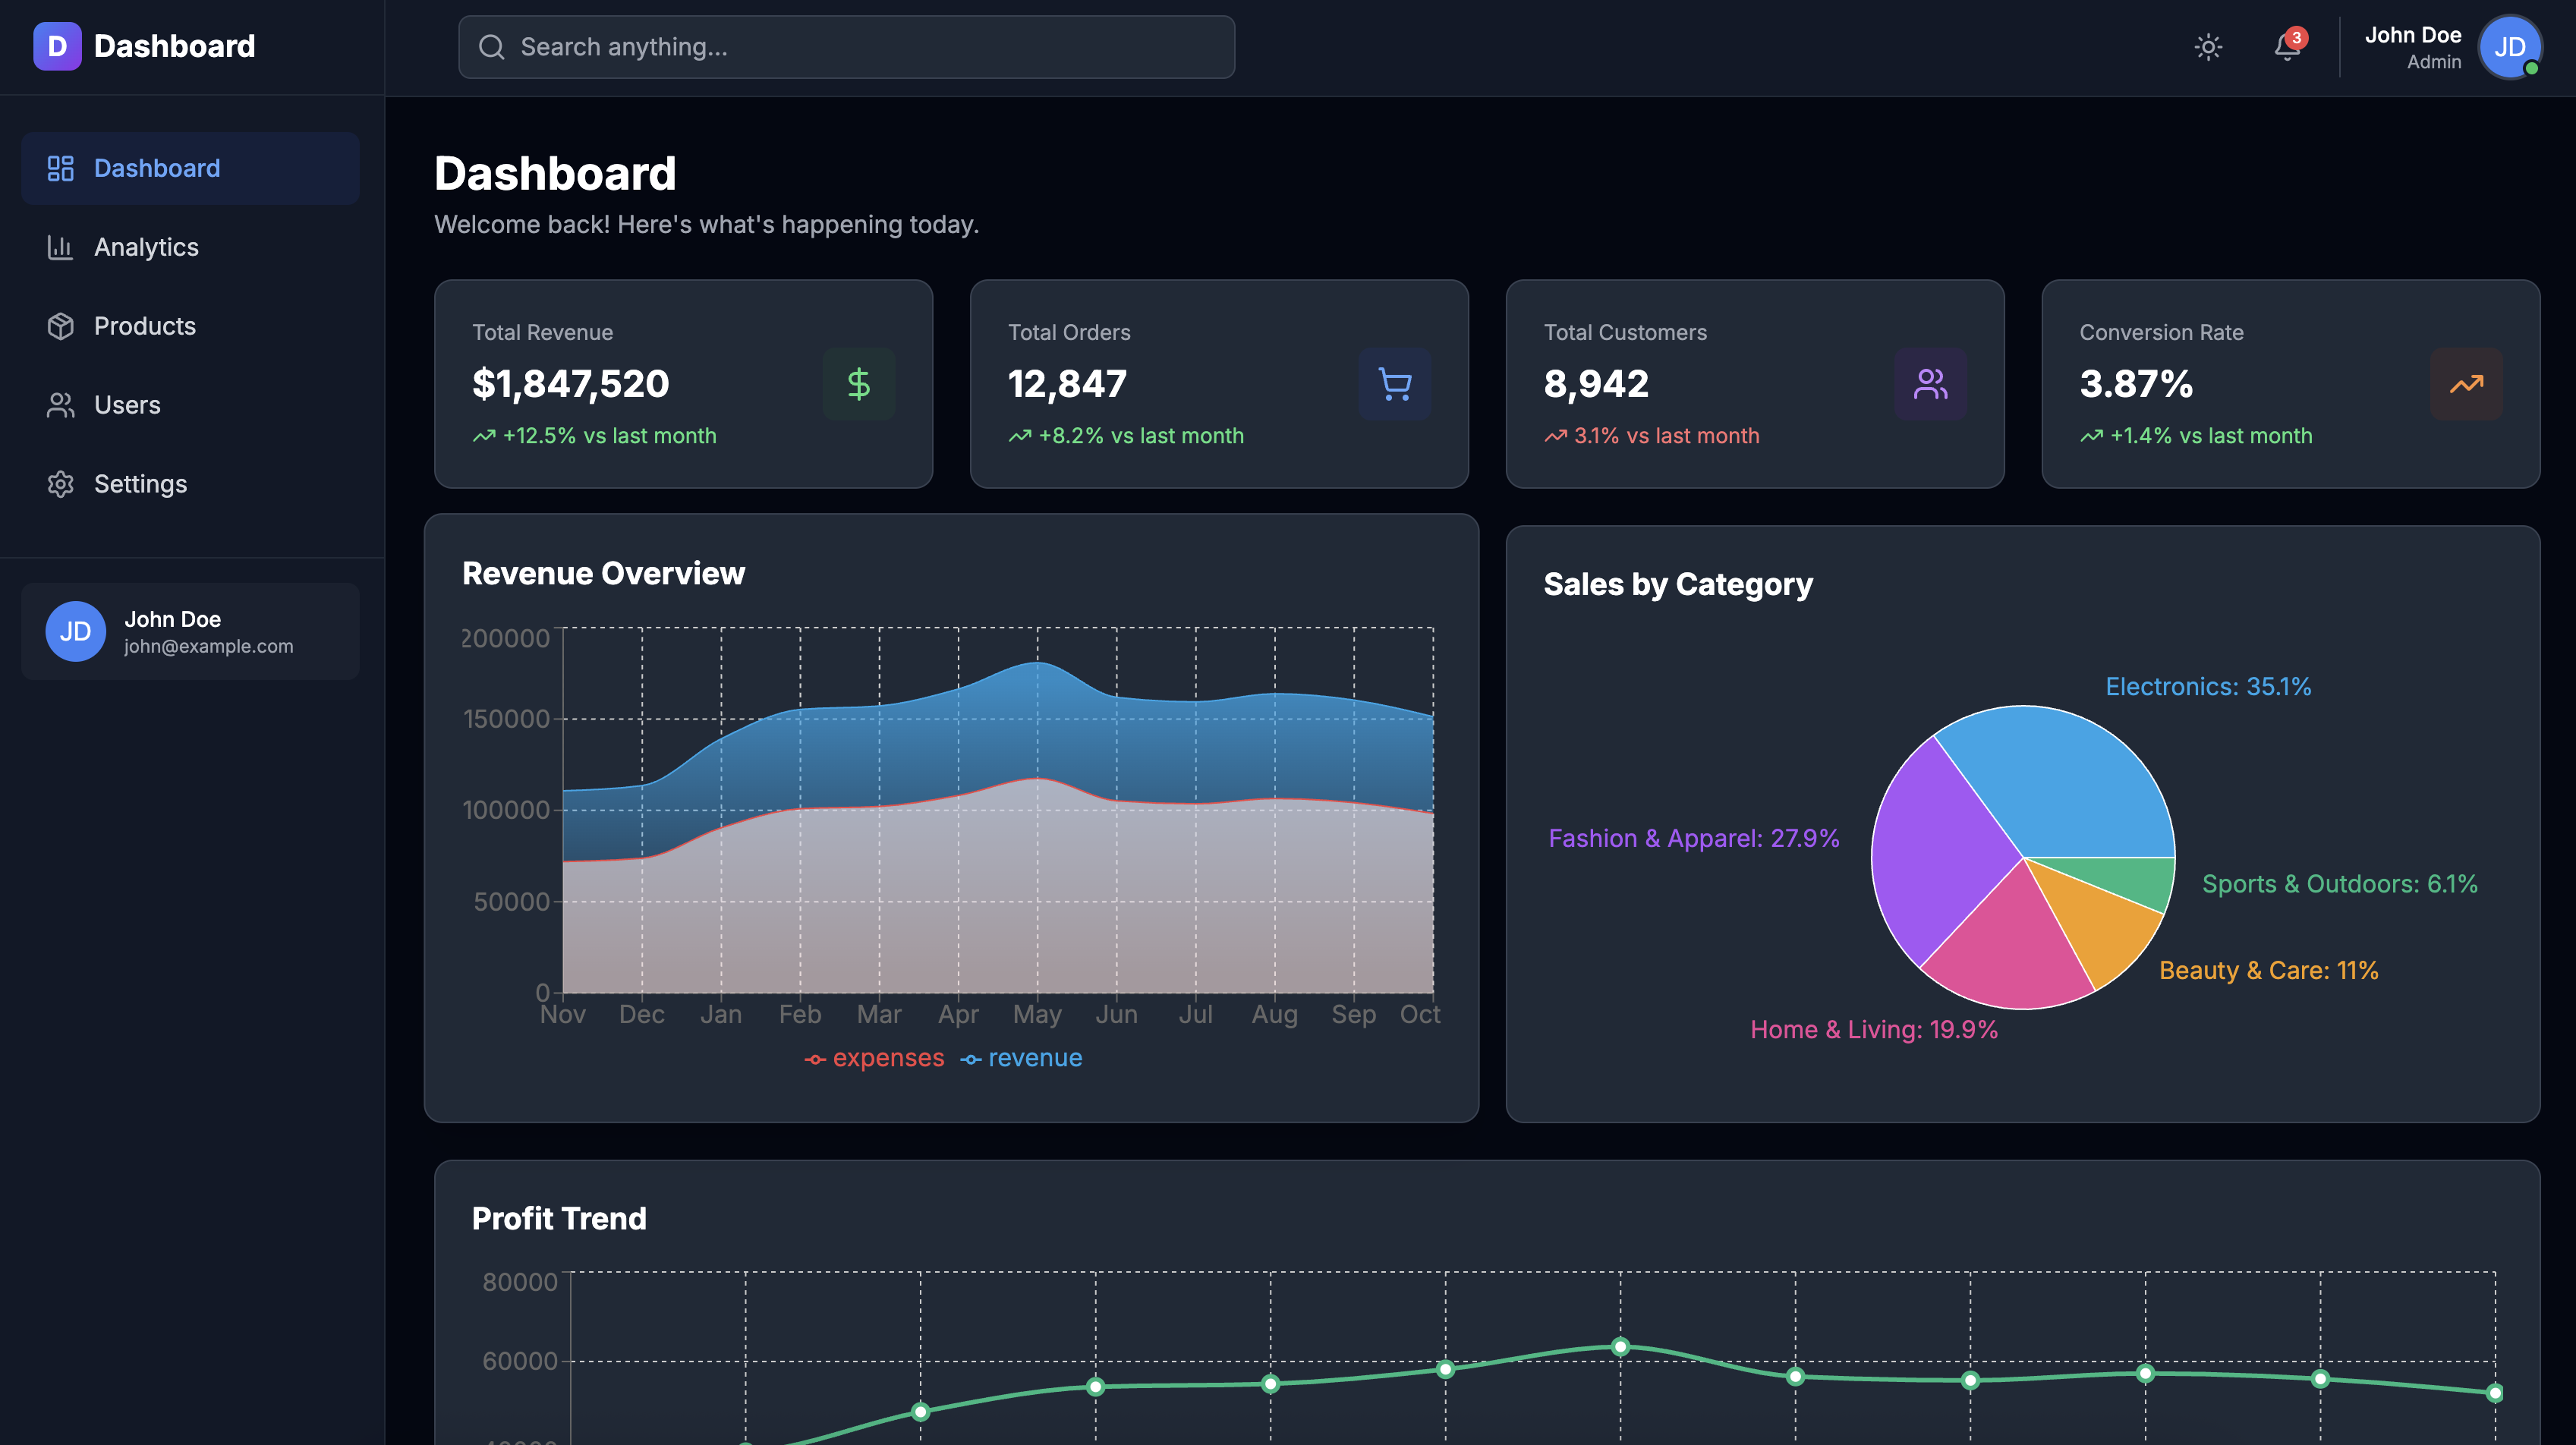 D Dashboard
Search anything...
3
John Doe
Admin
JD
Dashboard
Analytics
Products
Users
Settings
JD
John Doe
john@example.com
Dashboard
Welcome back! Here's what's happening today.
Total Revenue
$1,847,520
+12.5% vs last month
Total Orders
12,847
+8.2% vs last month
Total Customers
8,942
3.1% vs last month
Conversion Rate
3.87%
+1.4% vs last month
Revenue Overview
200000
150000
100000
50000
0
Nov Dec Jan Feb Mar Apr May Jun Jul Aug Sep Oct
expenses revenue
Sales by Category
Electronics: 35.1%
Fashion & Apparel: 27.9%
Sports & Outdoors: 6.1%
Beauty & Care: 11%
Home & Living: 19.9%
Profit Trend
80000
60000